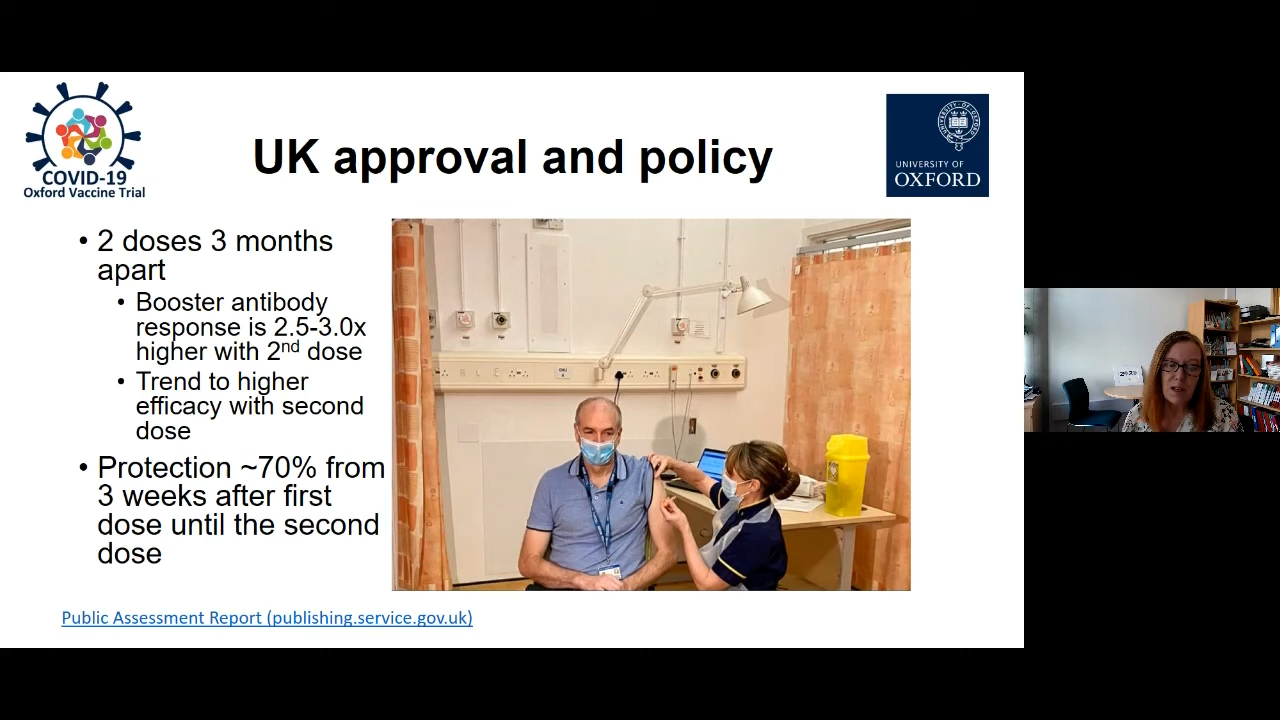 COVID-19
Oxford Vaccine Trial
UK approval and policy
UNIVERSITY OF
OXFORD
• 2 doses 3 months
apart
• Booster antibody
response is 2.5-3.0x
higher with 2nd dose
• Trend to higher
efficacy with second
dose
• Protection ~70% from
3 weeks after first
dose until the second
dose
Public Assessment Report (publishing.service.gov.uk)